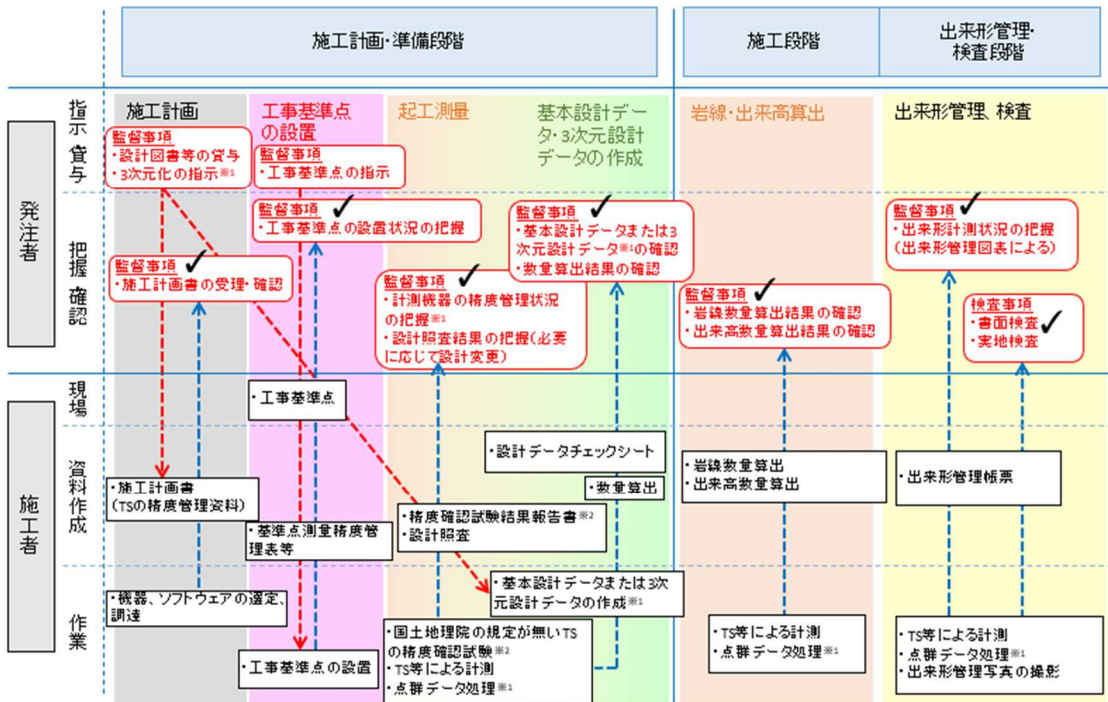 施工計画・準備段階
施工段階
出来形管理・
検査段階
発注者
施工者
指示・貸与
把握・確認
現場
資料作成
作業
施工計画
工事基準点
の設置
起工測量
基本設計デー
タ・3次元設計
データの作成
岩線・出来高算出
出来形管理、検査
監督事項
・設計図書等の貸与
・3次元化の指示※1
監督事項
・工事基準点の指示
監督事項
・工事基準点の設置状況の把握
監督事項
・施工計画書の受理・確認
監督事項
・計測機器の精度管理状況
の把握※1
・設計照査結果の把握(必要
に応じて設計変更)
監督事項
・基本設計データまたは3
次元設計データ※1の確認
・数量算出結果の確認
監督事項
・岩線数量算出結果の確認
・出来高数量算出結果の確認
監督事項
・出来形計測状況の把握
(出来形管理図表による)
検査事項
・書面検査
・実地検査
・工事基準点
・施工計画書
(TSの精度管理資料)
・基準点測量精度管
理表等
・精度確認試験結果報告書※2
・設計照査
・設計データチェックシート
・数量算出
・岩線数量算出
・出来高数量算出
・出来形管理帳票
・機器、ソフトウェアの選定、
調達
・工事基準点の設置
・基本設計データまたは3次
元設計データの作成※1
・国土地理院の規定が無いTS
の精度確認試験※2
・TS等による計測
・点群データ処理※1
・TS等による計測
・点群データ処理※1
・TS等による計測
・点群データ処理※1
・出来形管理写真の撮影